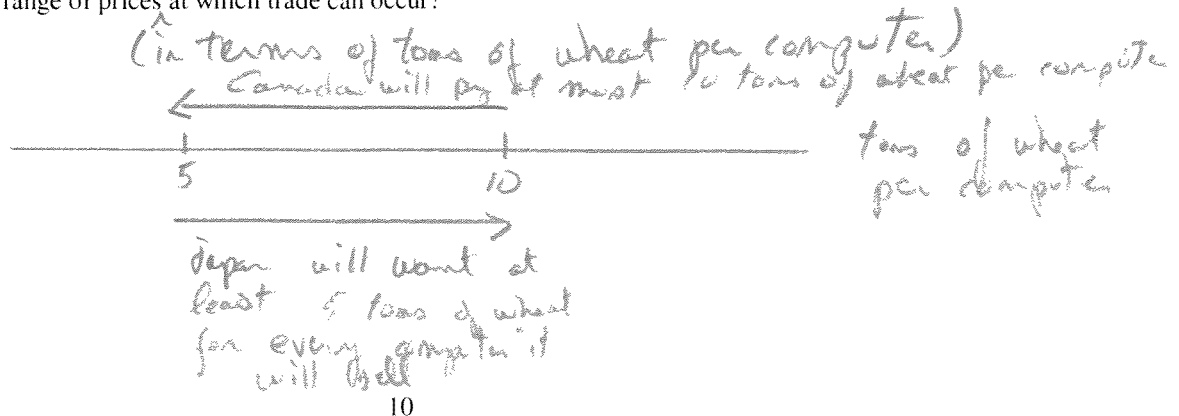 range of prices at which trade can occur?
(in terms of tons of wheat per computer)
Canada will pay at most 10 tons of wheat per compute
5 10
tons of wheat
per computer
Japan will want at
least 5 tons of wheat
for every computer it
will sell
10